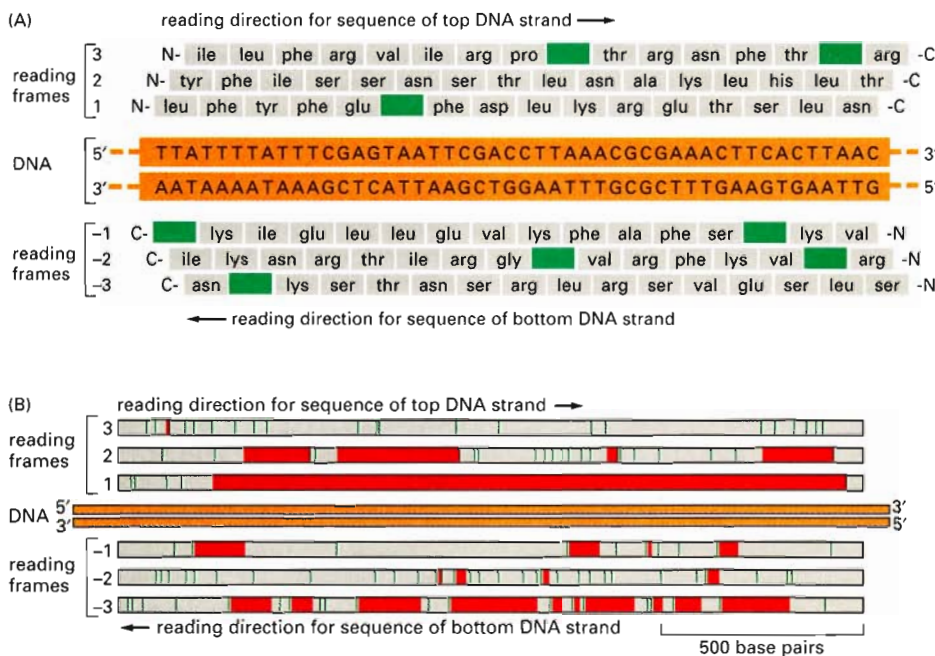 (A)
reading direction for sequence of top DNA strand
reading frames
3 N- ile leu phe arg val ile arg pro thr arg asn phe thr arg -C
2 N- tyr phe ile ser ser asn ser thr leu asn ala lys leu his leu thr -C
1 N- leu phe tyr phe glu phe asp leu lys arg glu thr ser leu asn -C
DNA
5′ TTATTTTATTTCGAGTAATTCGACCTTAAACGCGAAACTTCACTTAAC 3′
3′ AATAAAATAAAGCTCATTAAGCTGGAATTTGCGCTTTGAAGTGAATTG 5′
reading frames
–1 C- lys ile glu leu leu glu val lys phe ala phe ser lys val -N
–2 C- ile lys asn arg thr ile arg gly val arg phe lys val arg -N
–3 C- asn lys ser thr asn ser arg leu arg ser val glu ser leu ser -N
reading direction for sequence of bottom DNA strand
(B)
reading direction for sequence of top DNA strand
reading frames
3
2
1
DNA
5′ 3′
3′ 5′
reading frames
–1
–2
–3
reading direction for sequence of bottom DNA strand
500 base pairs